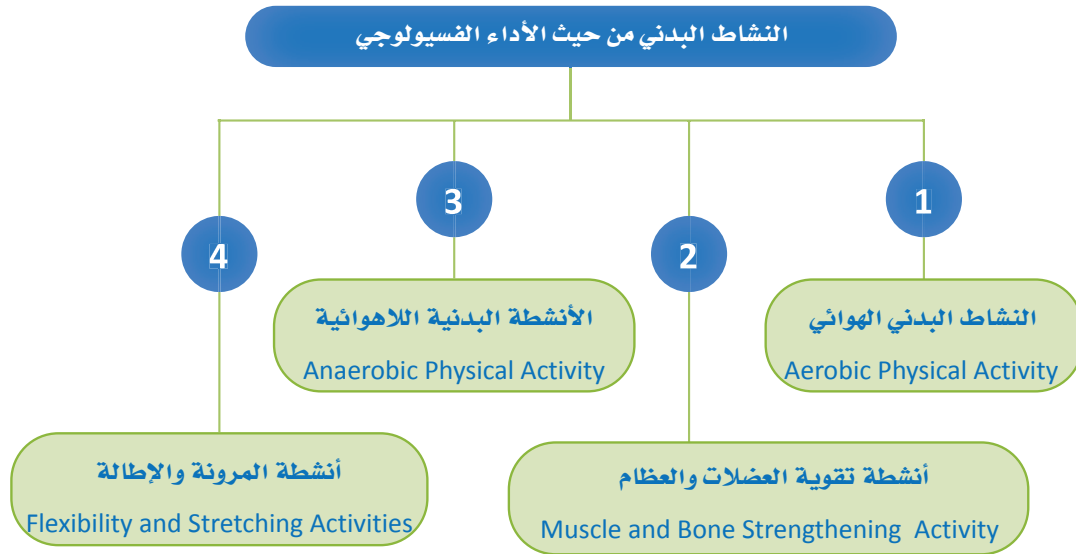 النشاط البدني من حيث الأداء الفسيولوجي
1
النشاط البدني الهوائي
Aerobic Physical Activity
2
أنشطة تقوية العضلات والعظام
Muscle and Bone Strengthening Activity
3
الأنشطة البدنية اللاهوائية
Anaerobic Physical Activity
4
أنشطة المرونة والإطالة
Flexibility and Stretching Activities